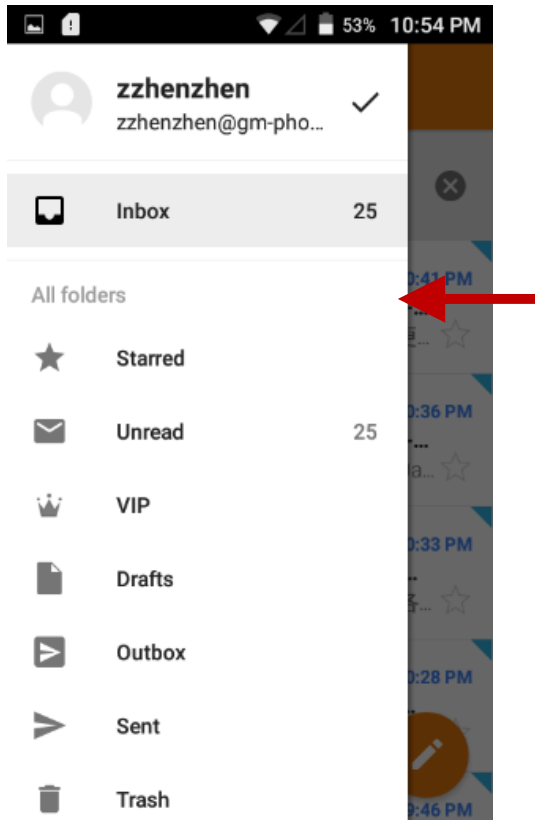 53% 10:54 PM
zzhenzhen
zzhenzhen@gm-pho...
Inbox 25
All folders
0:41 PM
Starred
0:36 PM
Unread 25
VIP
0:33 PM
Drafts
Outbox
0:28 PM
Sent
Trash
9:46 PM